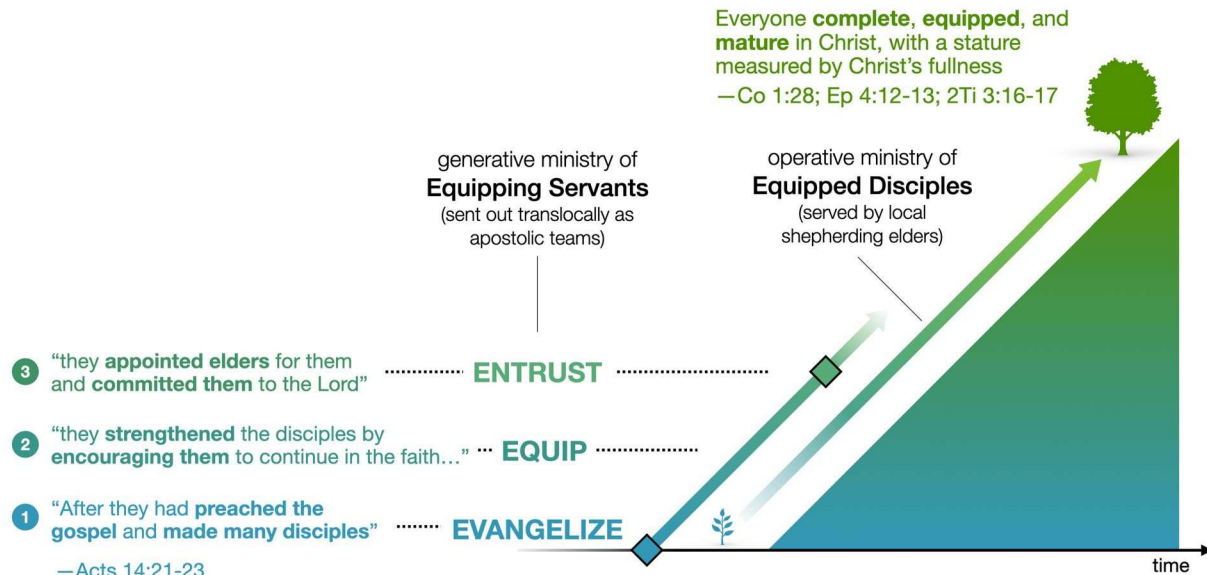 Everyone complete, equipped, and
mature in Christ, with a stature
measured by Christ’s fullness
—Co 1:28; Ep 4:12-13; 2Ti 3:16-17
generative ministry of
Equipping Servants
(sent out translocally as
apostolic teams)
operative ministry of
Equipped Disciples
(served by local
shepherding elders)
3
“they appointed elders for them
and committed them to the Lord”
ENTRUST
2
“they strengthened the disciples by
encouraging them to continue in the faith…”
EQUIP
1
“After they had preached the
gospel and made many disciples”
EVANGELIZE
—Acts 14:21-23
time